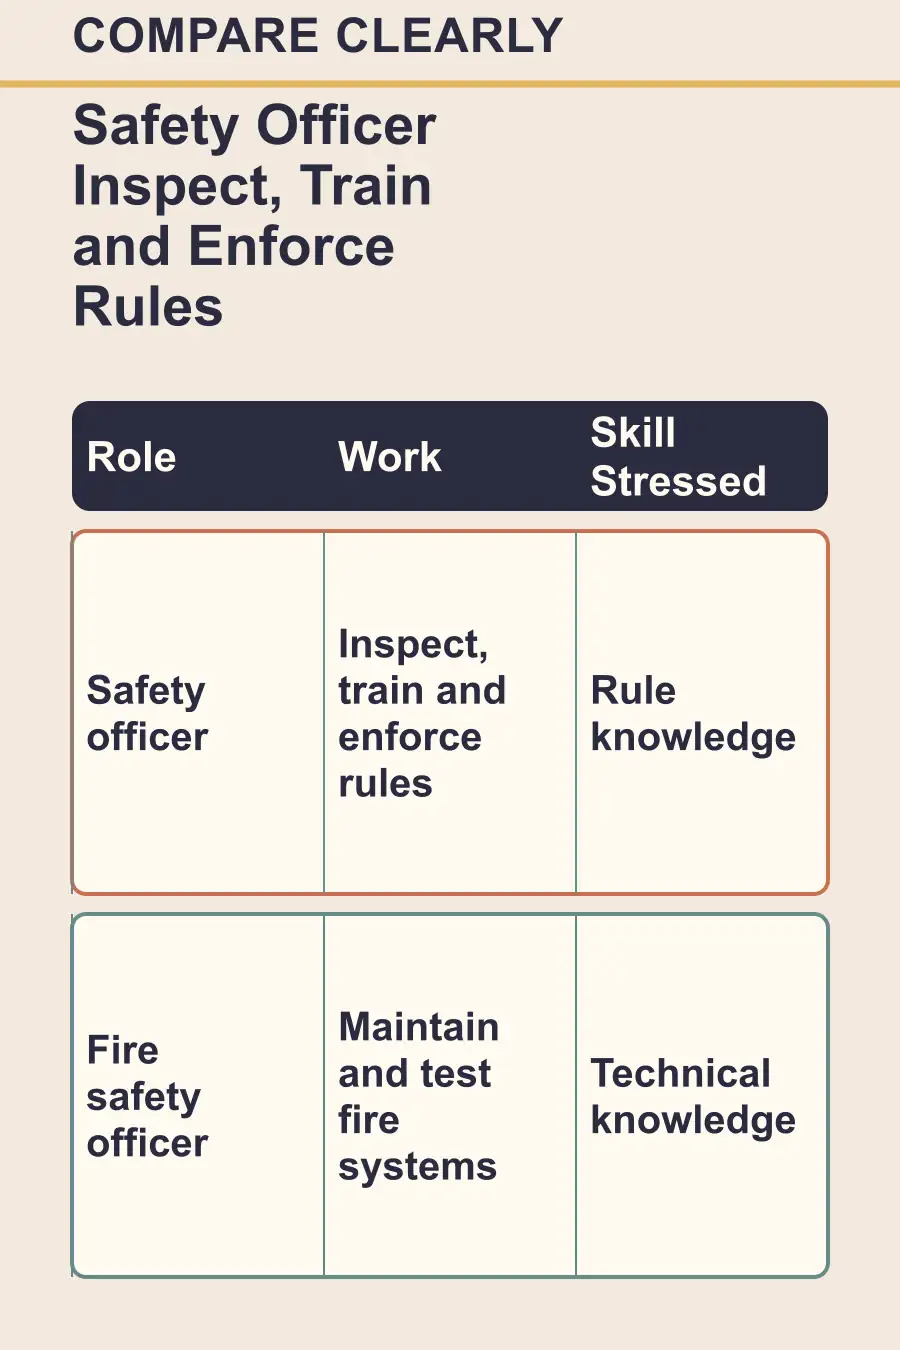 COMPARE CLEARLY
Safety Officer
Inspect, Train
and Enforce
Rules
Role
Work
Skill
Stressed
Safety
officer
Inspect,
train and
enforce
rules
Rule
knowledge
Fire
safety
officer
Maintain
and test
fire
systems
Technical
knowledge